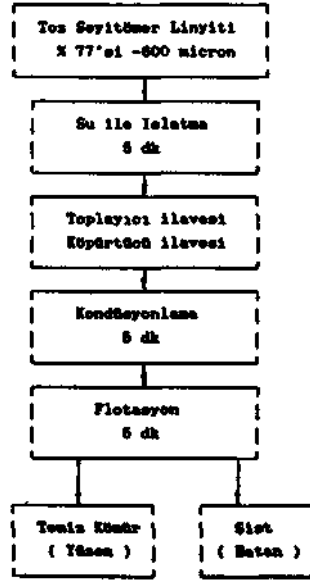 Toz Seyitömer Linyiti
% 77'si -600 micron
Su ile Islatma
5 dk
Toplayıcı ilavesi
Köpürtücü ilavesi
Kondüsyonlama
5 dk
Flotasyon
5 dk
Temiz Kömür
( Yüzen )
Şist
( Batan )